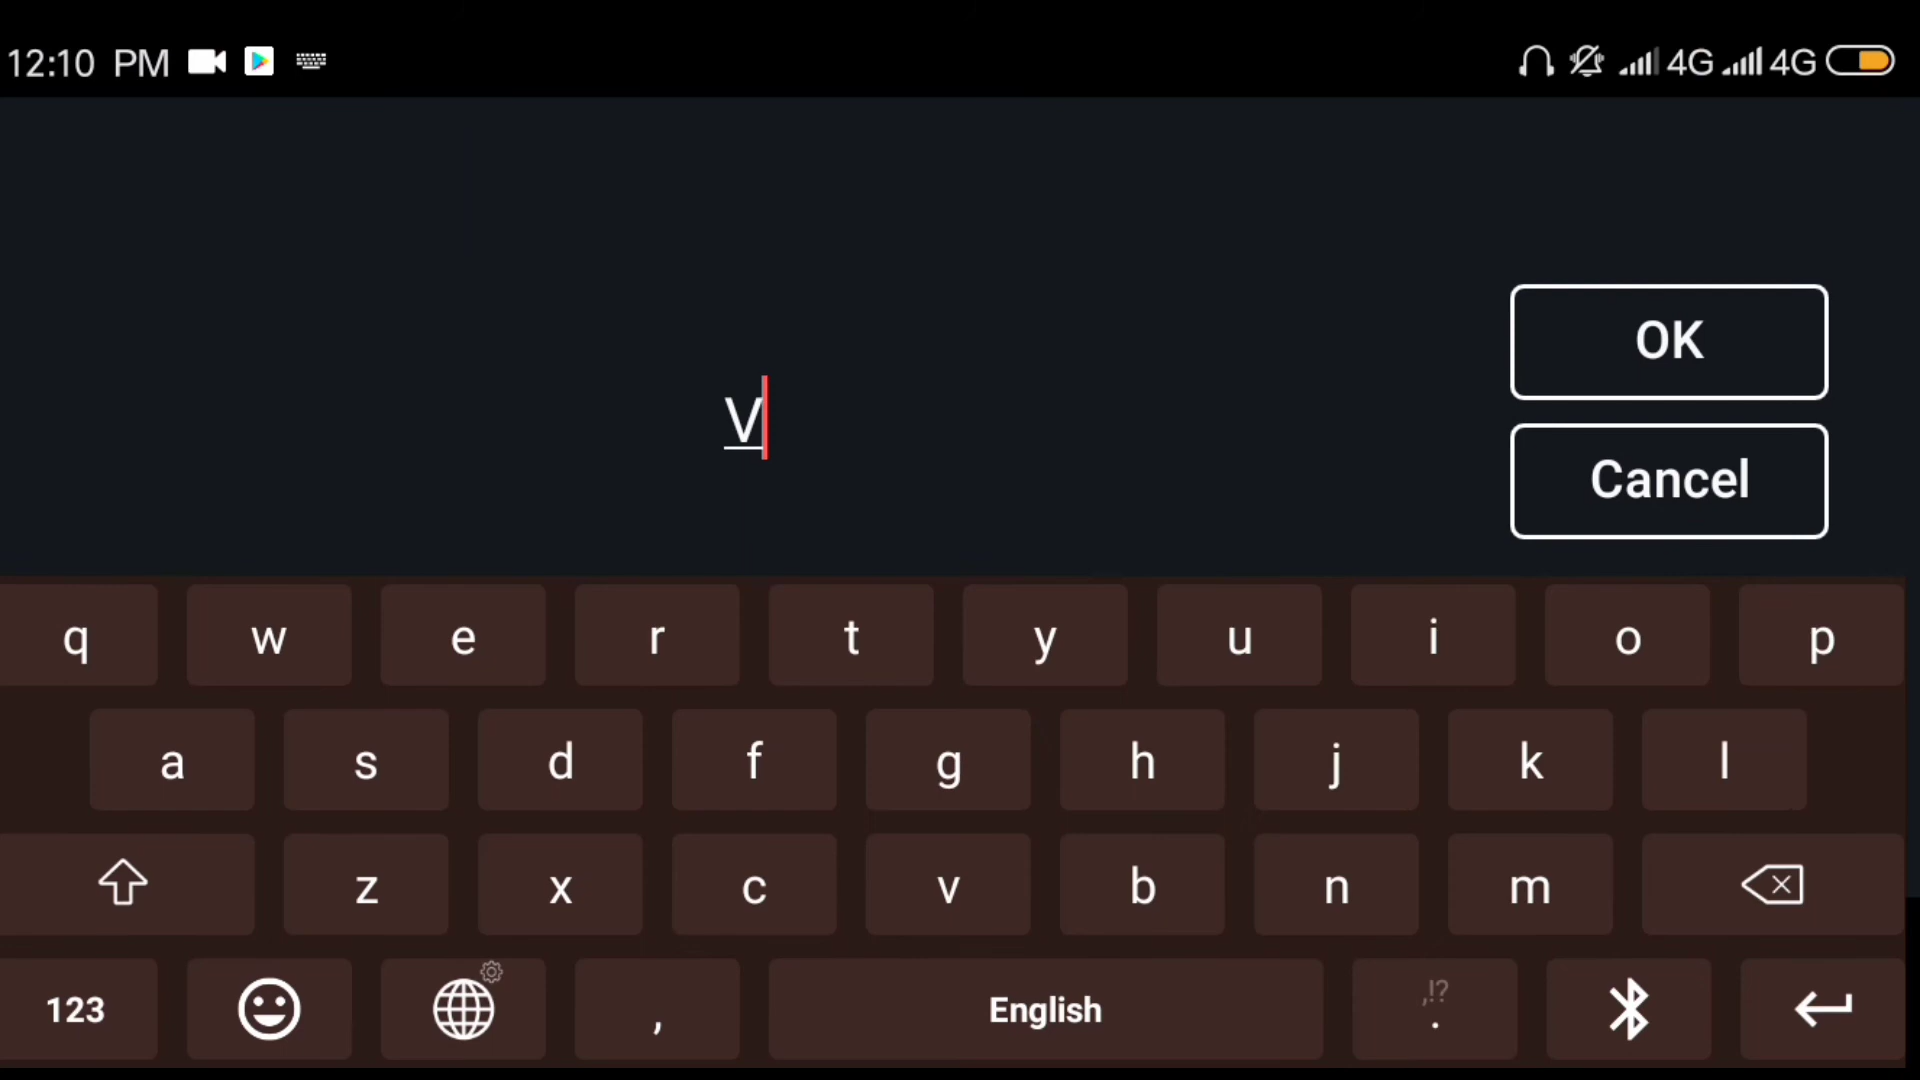 12:10 PM 4G 4G
OK
V
Cancel
q w e r t y u i o p
a s d f g h j k l
z x c v b n m
123 , English ,!? .